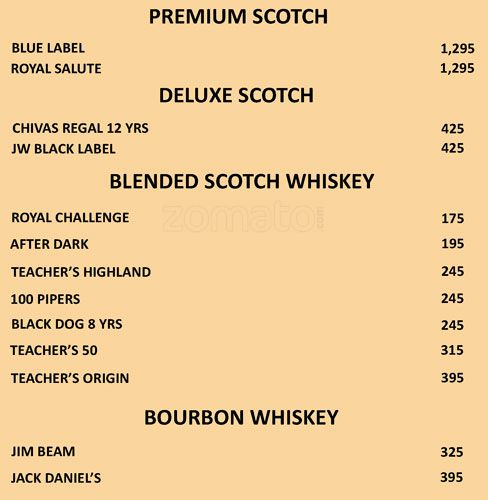 PREMIUM SCOTCH
BLUE LABEL 1,295
ROYAL SALUTE 1,295
DELUXE SCOTCH
CHIVAS REGAL 12 YRS 425
JW BLACK LABEL 425
BLENDED SCOTCH WHISKEY
zomato.com
ROYAL CHALLENGE 175
AFTER DARK 195
TEACHER'S HIGHLAND 245
100 PIPERS 245
BLACK DOG 8 YRS 245
TEACHER'S 50 315
TEACHER'S ORIGIN 395
BOURBON WHISKEY
JIM BEAM 325
JACK DANIEL'S 395